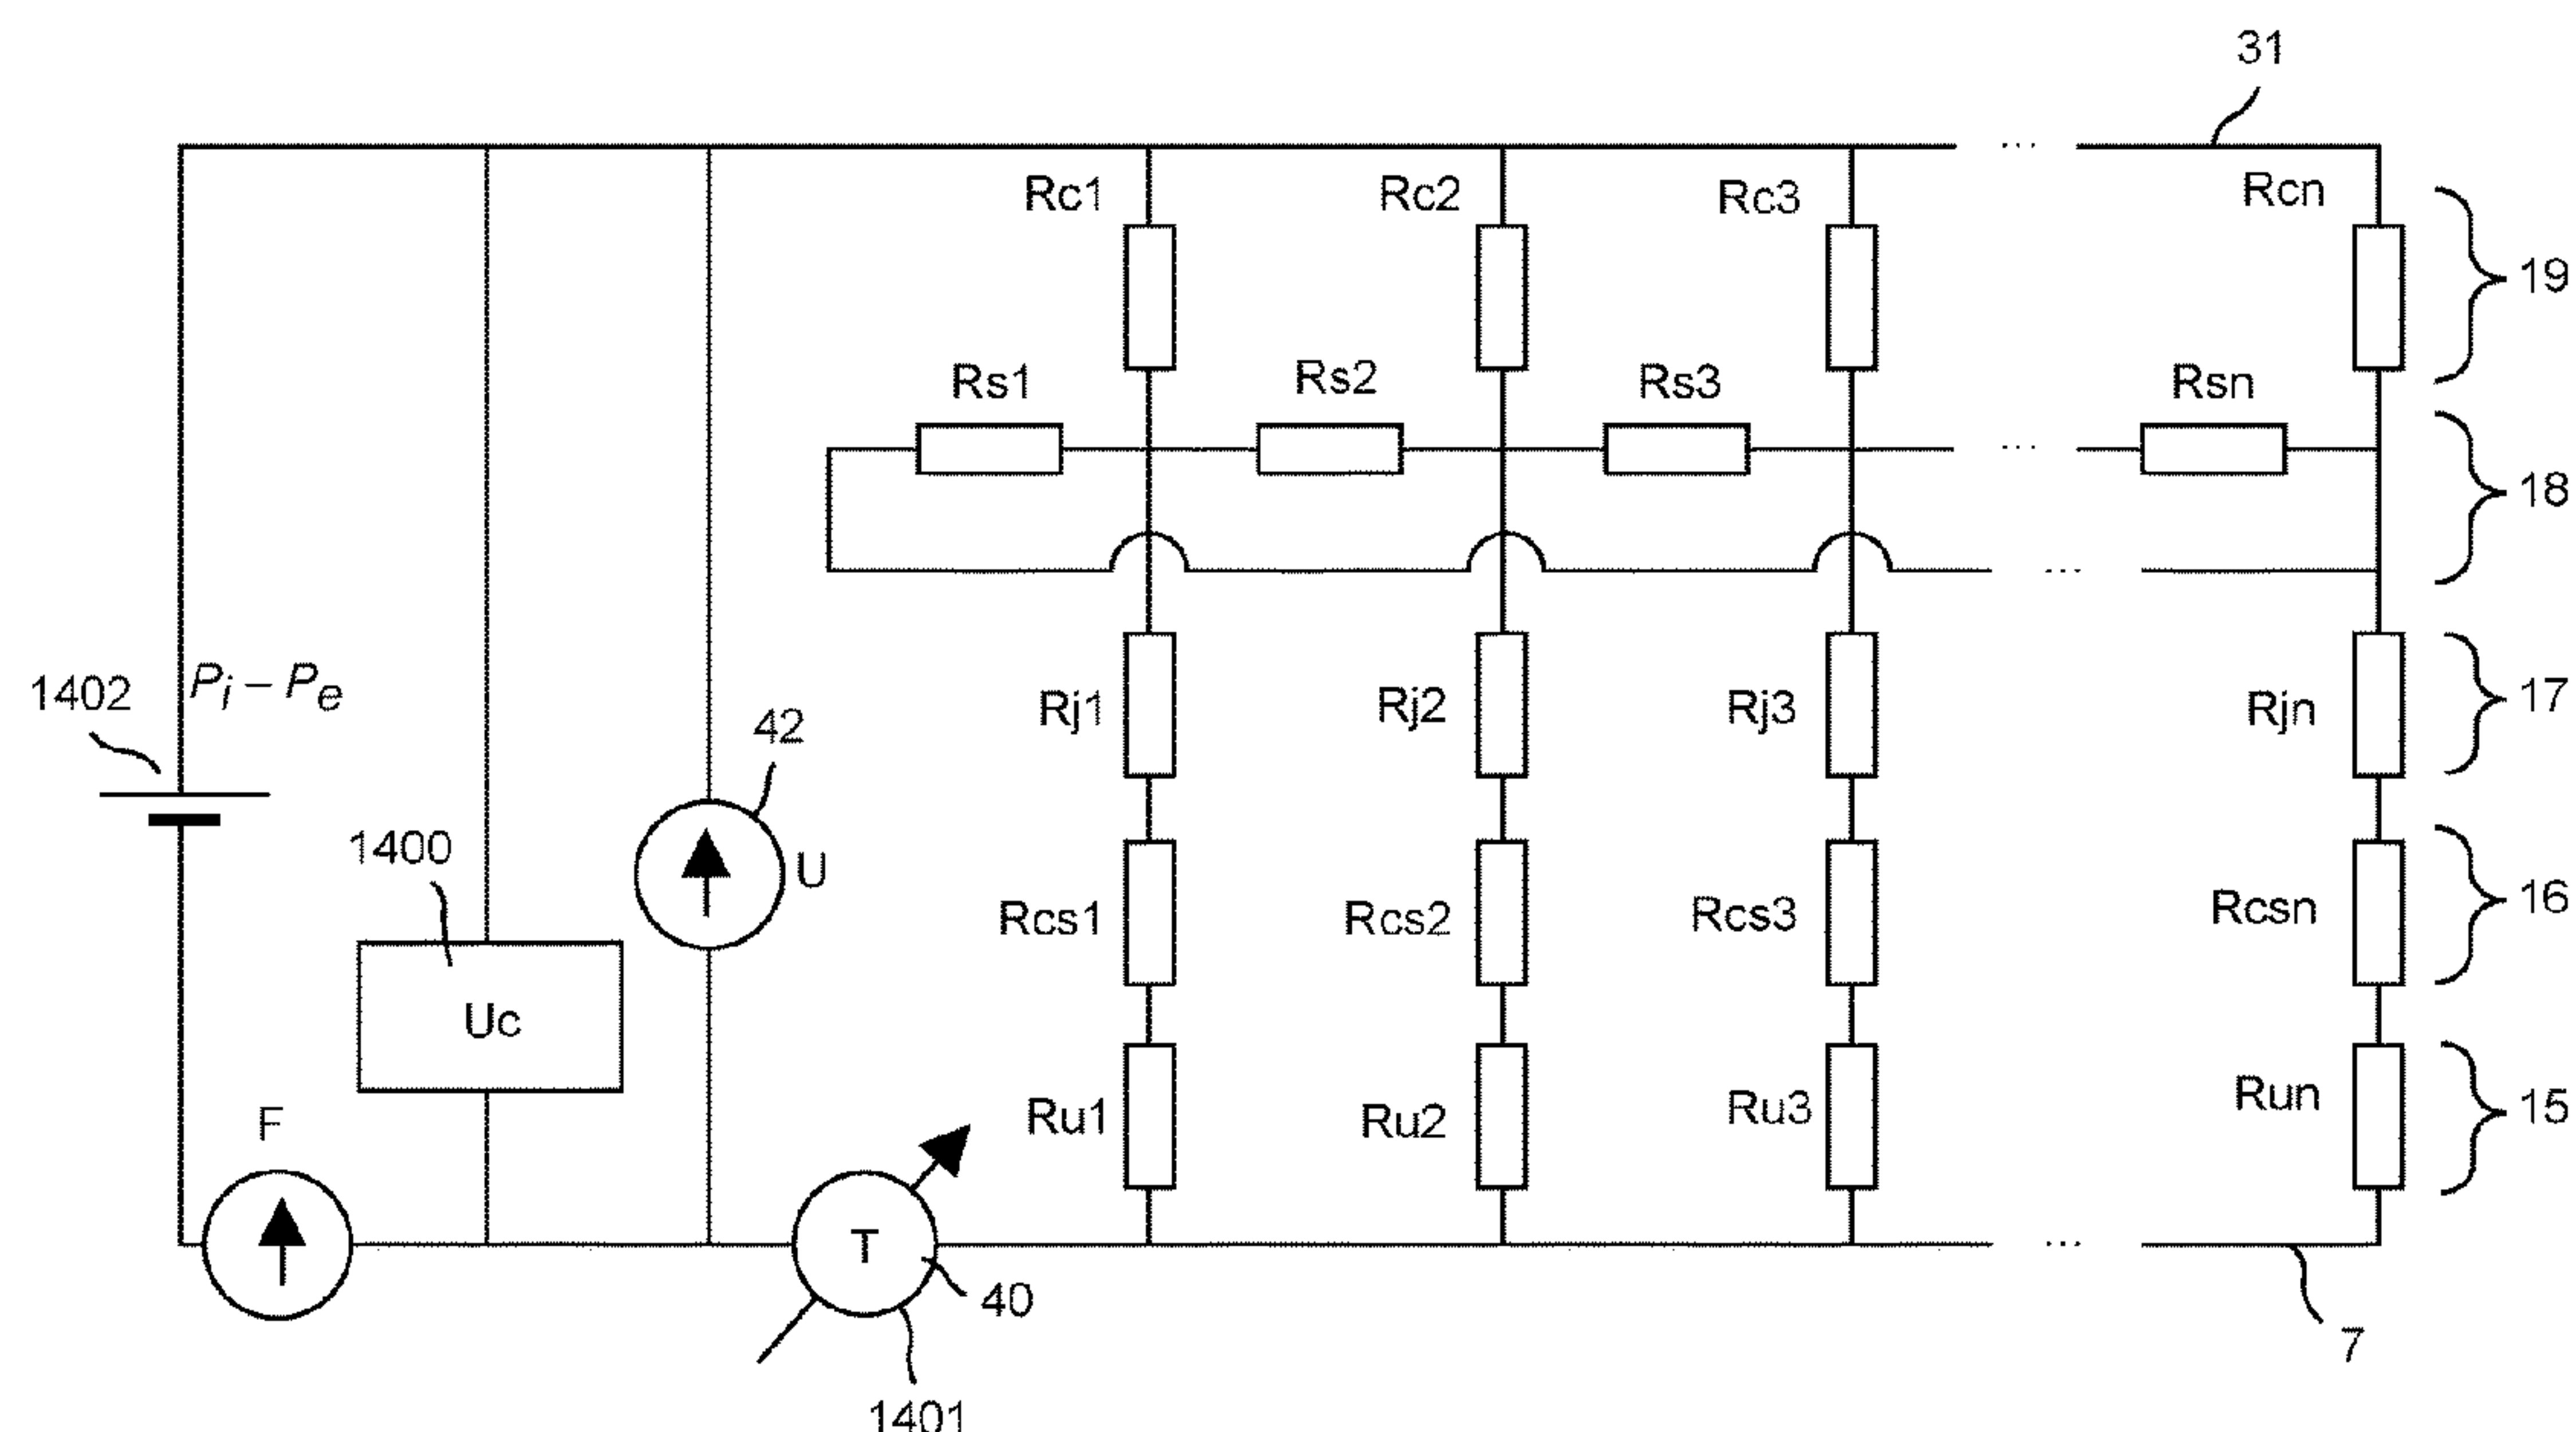 31
Rc1
Rc2
Rc3
Rcn
19
Rs1
Rs2
Rs3
Rsn
...
...
18
...
Pi – Pe
1402
42
U
Rj1
Rj2
Rj3
Rjn
17
1400
Uc
Rcs1
Rcs2
Rcs3
Rcsn
16
F
Ru1
Ru2
Ru3
Run
15
T
40
...
7
1401